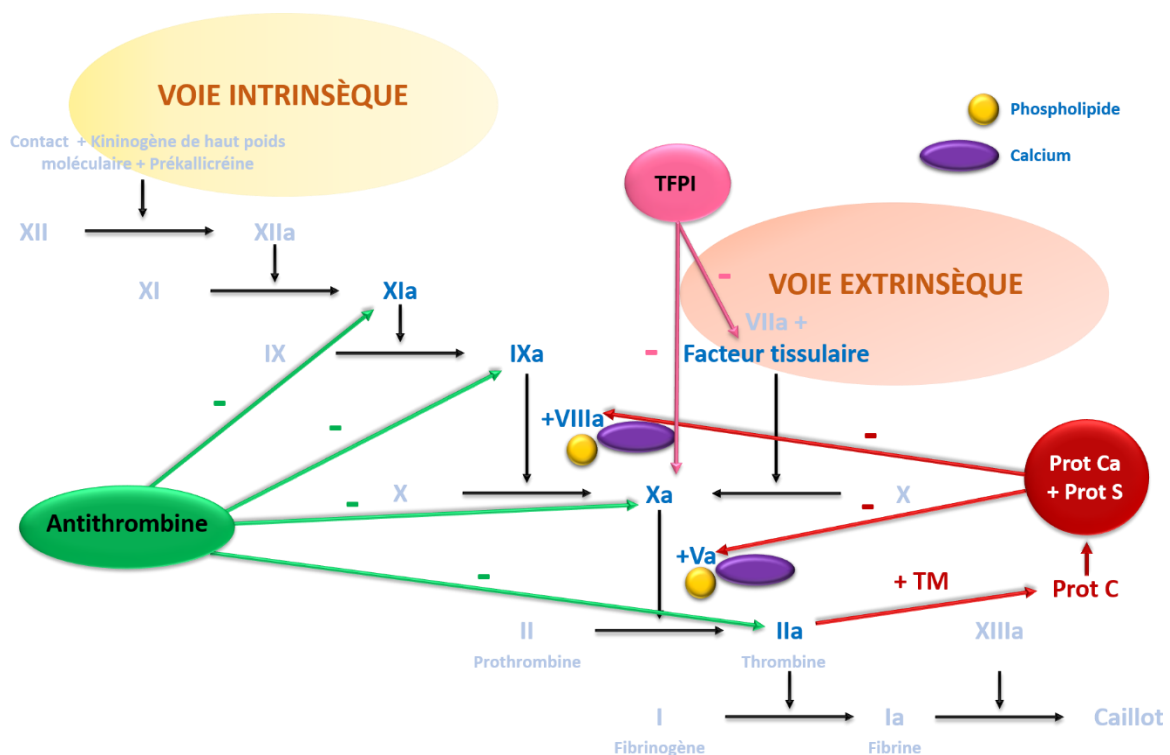 VOIE INTRINSÈQUE
Phospholipide
Contact + Kininogène de haut poids
moléculaire + Prékallicréine
Calcium
TFPI
XII
XIIa
VOIE EXTRINSÈQUE
XI
XIa
-
VIIa +
IX
IXa
-
Facteur tissulaire
-
-
+VIIIa
-
Prot Ca
+ Prot S
X
Xa
X
-
-
Antithrombine
+Va
-
+ TM
Prot C
II
IIa
XIIIa
Prothrombine
Thrombine
I
Ia
Caillot
Fibrinogène
Fibrine